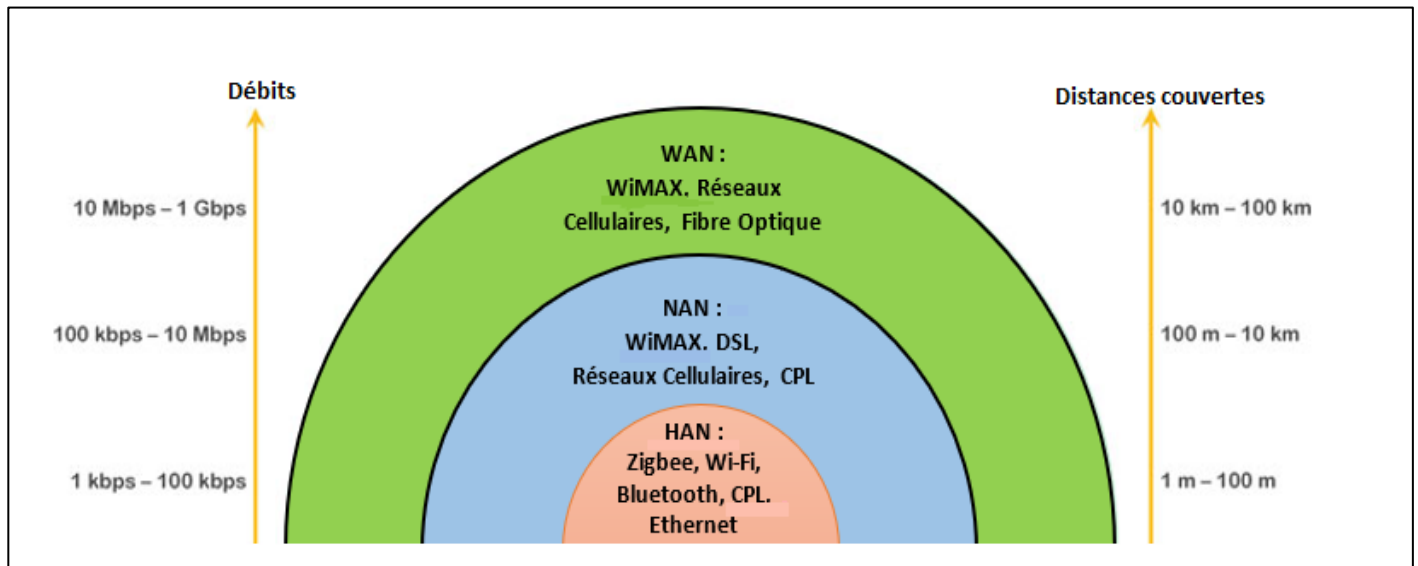 Débits
Distances couvertes
WAN :
WiMAX. Réseaux
Cellulaires, Fibre Optique
10 Mbps – 1 Gbps
10 km – 100 km
NAN :
WiMAX. DSL,
Réseaux Cellulaires, CPL
100 kbps – 10 Mbps
100 m – 10 km
HAN :
Zigbee, Wi-Fi,
Bluetooth, CPL.
Ethernet
1 kbps – 100 kbps
1 m – 100 m